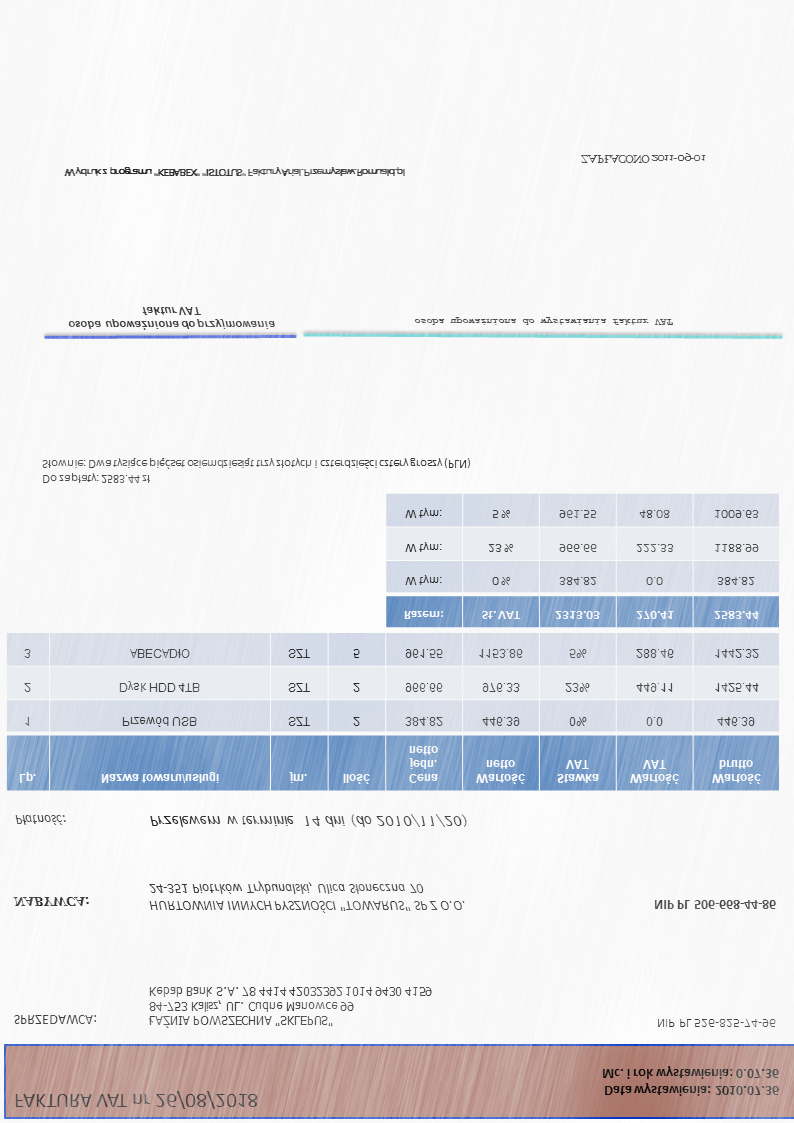 FAKTURA VAT nr 26/08/2018
Data wystawienia: 2010.07.36
Mc. i rok wystawienia: 0.07.36
SPRZEDAWCA:
ŁAŹNIA POWSZECHNA "SKLEPUS"
NIP PL 526-825-74-96
84-753 Kalisz, UL. Cudne Manowce 99
Kebab Bank S.A. 78 4414 42032392 1014 9430 4159
NABYWCA:
HURTOWNIA INNYCH PYSZNOŚCI "TOWARUS" SP Z O.O.
NIP PL 506-668-44-86
24-351 Piotrków Trybunalski, Ulica Słoneczna 70
Płatność: Przelewem w terminie 14 dni (do 2010/11/20)
Lp. Nazwa towaru/usługi jm. Ilość Cena jedn. netto Wartość netto Stawka VAT Wartość VAT Wartość brutto
1 Przewód USB SZT 2 384.82 446.39 0% 0.0 446.39
2 Dysk HDD 4TB SZT 2 966.66 976.33 23% 449.11 1425.44
3 ABECADŁO SZT 5 961.55 1153.86 5% 288.46 1442.32
Razem: St. VAT 2313.03 270.41 2583.44
W tym: 0 % 384.82 0.0 384.82
W tym: 23 % 966.66 222.33 1188.99
W tym: 5 % 961.55 48.08 1009.63
Do zapłaty: 2583.44 zł
Słownie: Dwa tysiące pięćset osiemdziesiąt trzy złotych i czterdzieści cztery groszy (PLN)
osoba upoważniona do przyjmowania
faktur VAT
osoba upoważniona do wystawiania faktur VAT
Wydruk z programu "KEBABEX" "ISTOTUS" Faktury Arial.Przemysław.Romuald.pl
ZAPŁACONO 2011-09-01